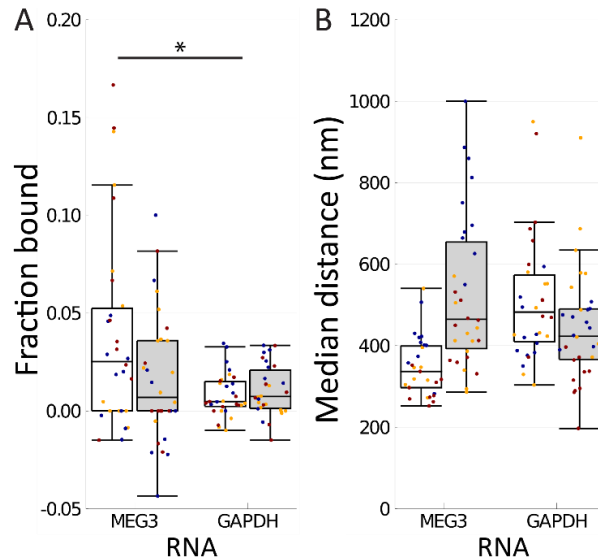 A
Fraction bound
0.20
0.15
0.10
0.05
0.00
-0.05
*
MEG3
GAPDH
RNA
B
Median distance (nm)
1200
1000
800
600
400
200
0
MEG3
GAPDH
RNA